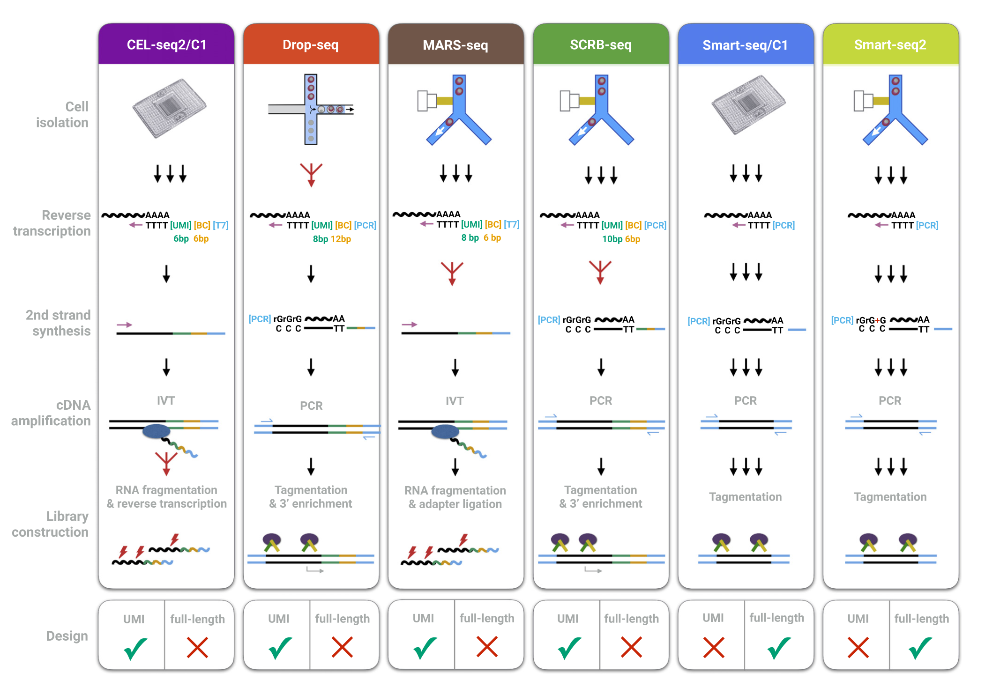 CEL-seq2/C1
Drop-seq
MARS-seq
SCRB-seq
Smart-seq/C1
Smart-seq2
Cell
isolation
Reverse
transcription
AAAA
TTTT [UMI] [BC] [T7]
6bp 6bp
AAAA
TTTT [UMI] [BC] [PCR]
8bp 12bp
AAAA
TTTT [UMI] [BC] [T7]
8 bp 6 bp
AAAA
TTTT [UMI] [BC] [PCR]
10bp 6bp
AAAA
TTTT [PCR]
AAAA
TTTT [PCR]
2nd strand
synthesis
[PCR] rGrGrG AA
C C C TT
[PCR] rGrGrG AA
C C C TT
[PCR] rGrGrG AA
C C C TT
[PCR] rGrG+G AA
C C C TT
cDNA
amplification
IVT
PCR
IVT
PCR
PCR
PCR
Library
construction
RNA fragmentation
& reverse transcription
Tagmentation
& 3’ enrichment
RNA fragmentation
& adapter ligation
Tagmentation
& 3’ enrichment
Tagmentation
Tagmentation
Design
UMI full-length
UMI full-length
UMI full-length
UMI full-length
UMI full-length
UMI full-length